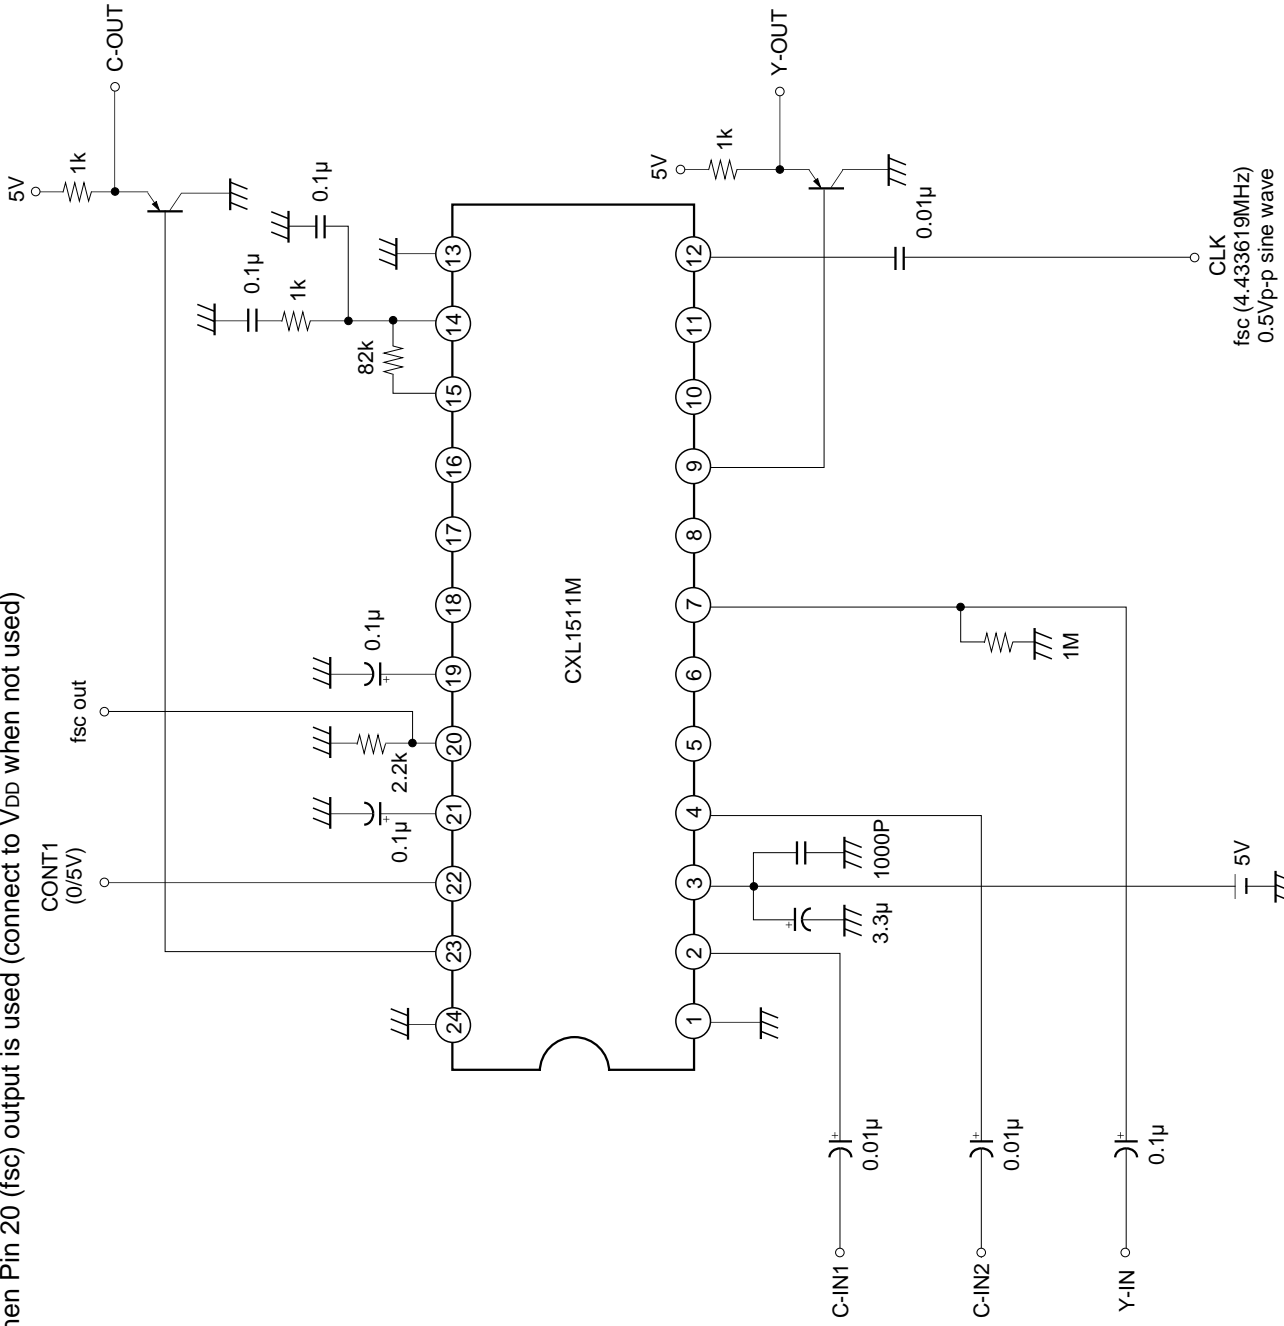 hen Pin 20 (fsc) output is used (connect to VDD when not used)
CONT1
(0/5V)
fsc out
5V
1k
C-OUT
0.1µ
0.1µ
1k
82k
0.1µ
2.2k
0.1µ
24
23
22
21
20
19
18
17
16
15
14
13
CXL1511M
1
2
3
4
5
6
7
8
9
10
11
12
5V
1k
Y-OUT
0.01µ
1000P
3.3µ
1M
5V
C-IN1
0.01µ
C-IN2
0.01µ
Y-IN
0.1µ
CLK
fsc (4.433619MHz)
0.5Vp-p sine wave